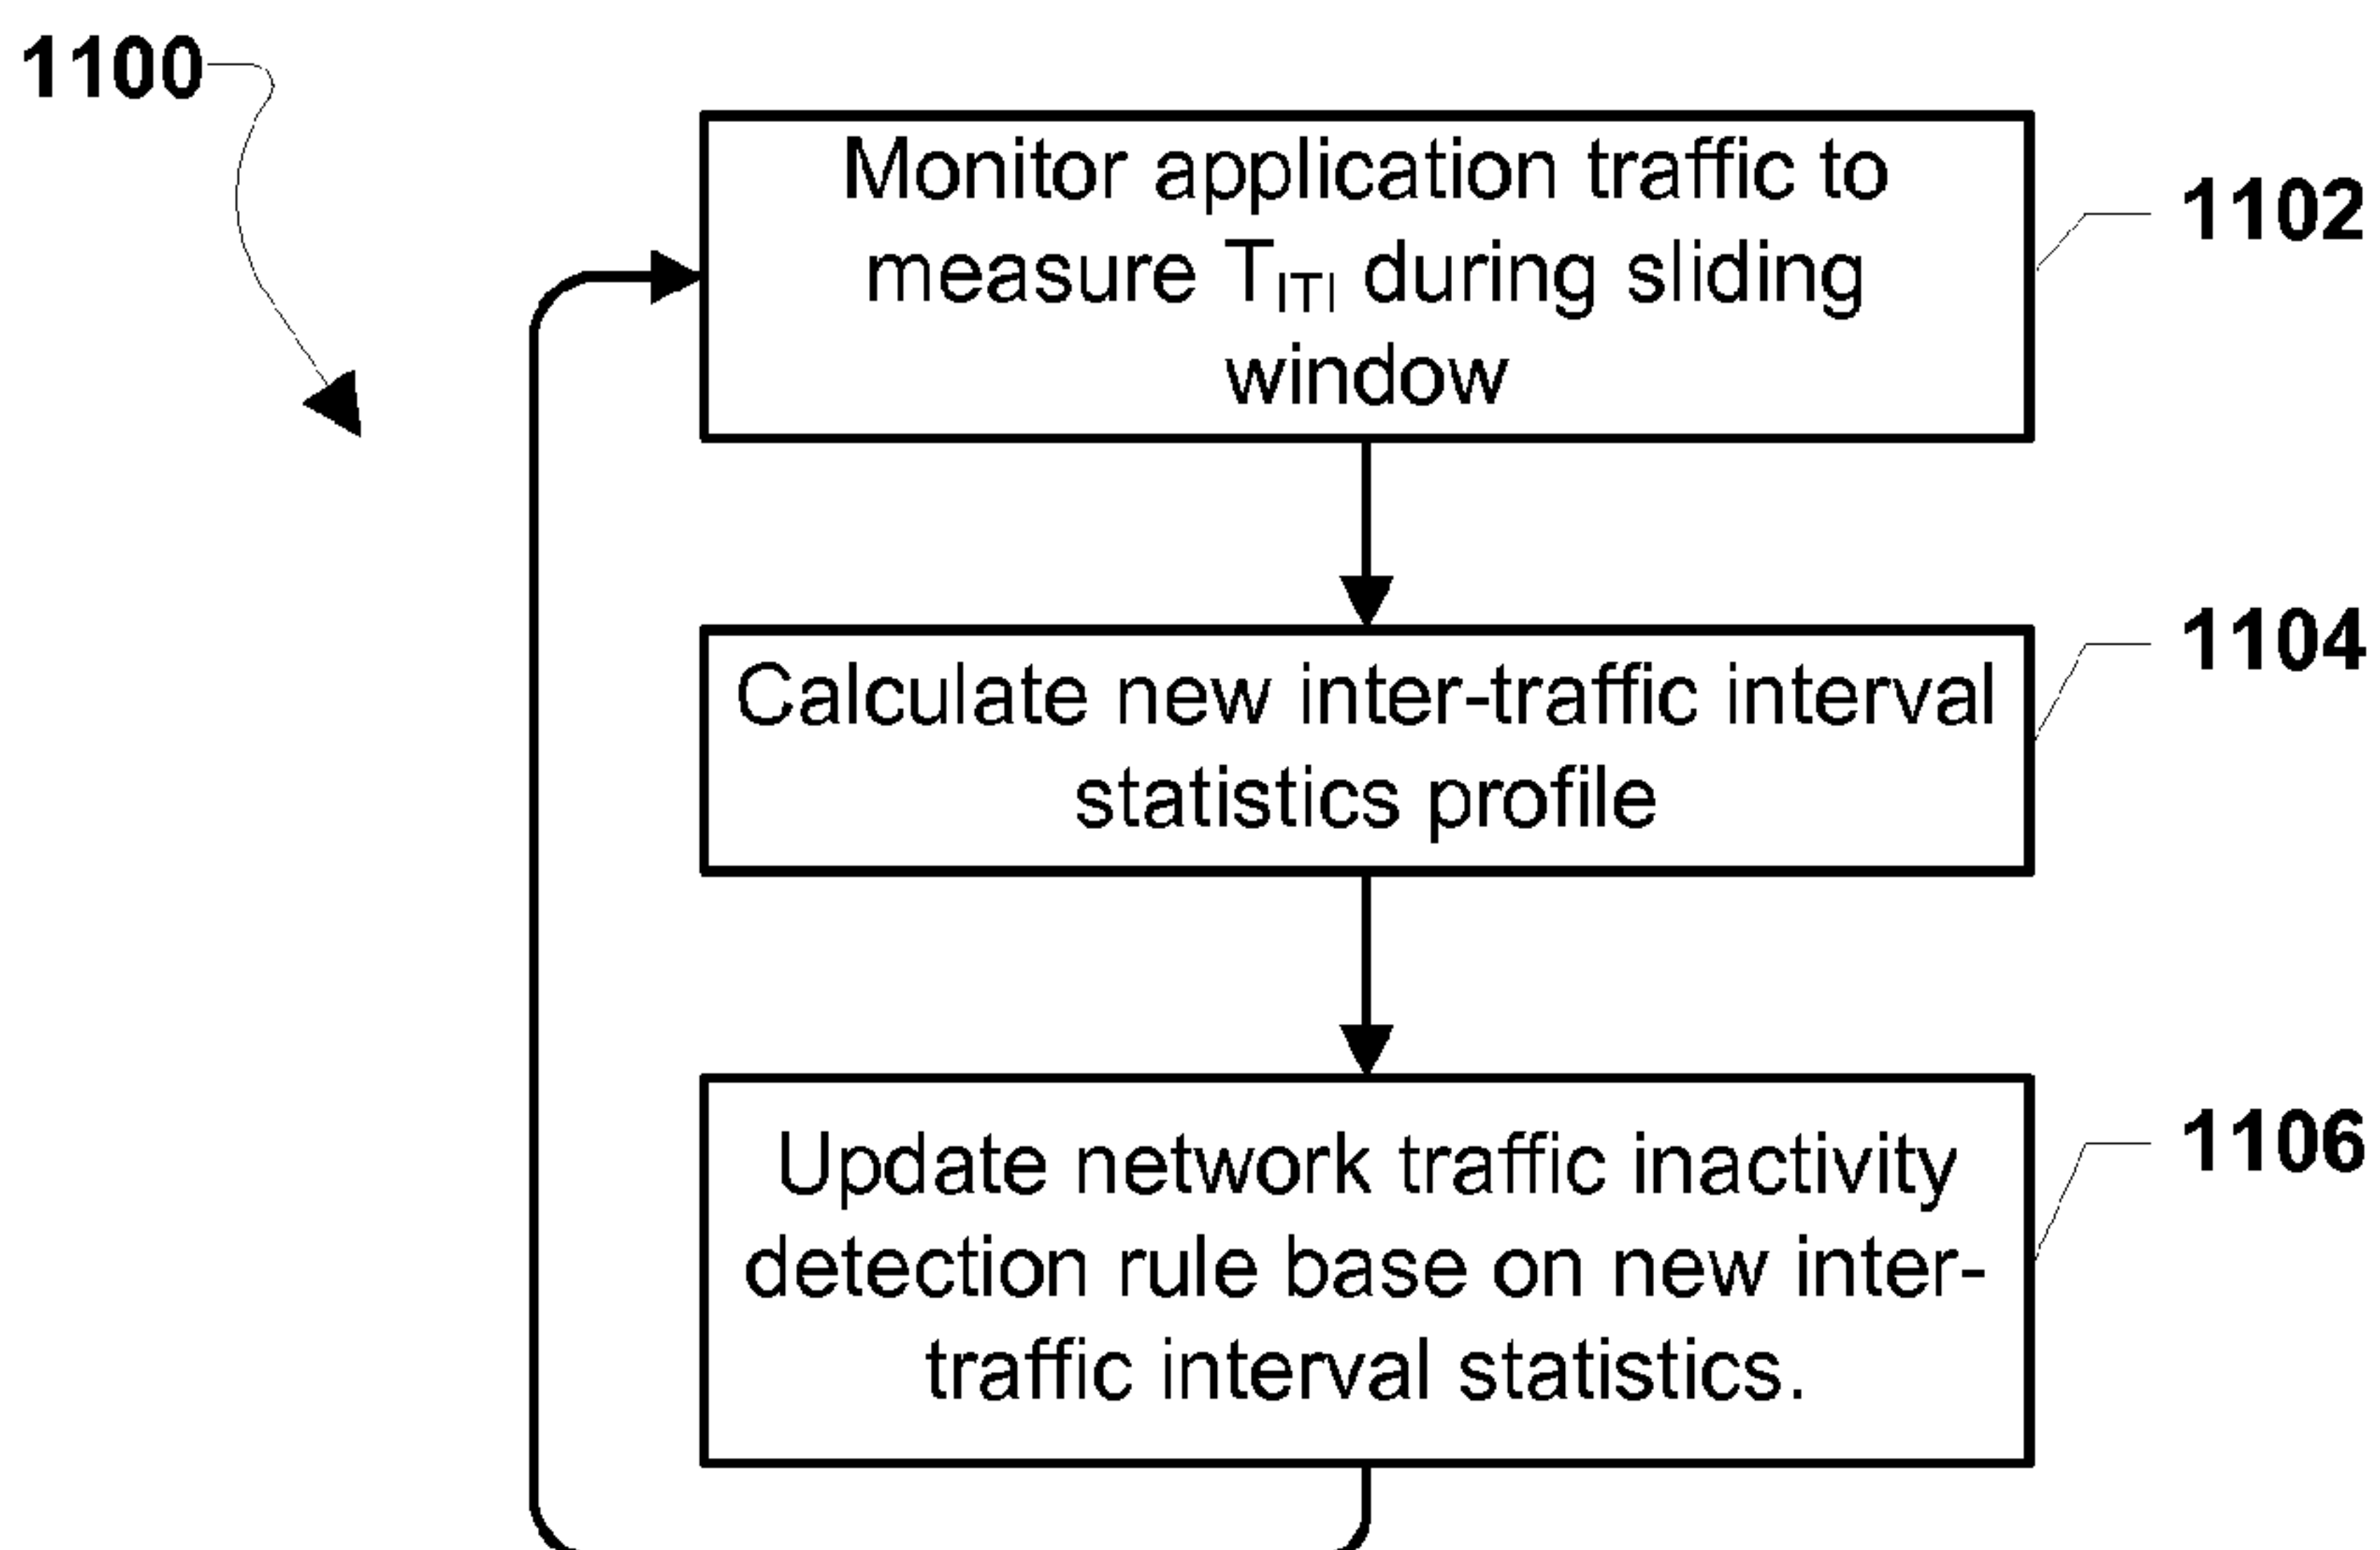 1100
Monitor application traffic to
measure TITI during sliding
window
1102
Calculate new inter-traffic interval
statistics profile
1104
Update network traffic inactivity
detection rule base on new inter-
traffic interval statistics.
1106